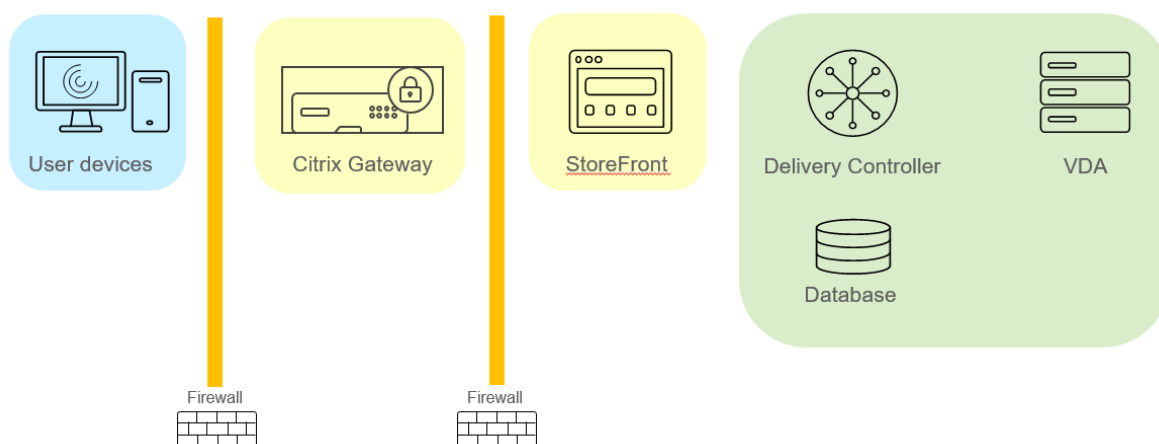 User devices
Citrix Gateway
StoreFront
Delivery Controller
VDA
Database
Firewall
Firewall